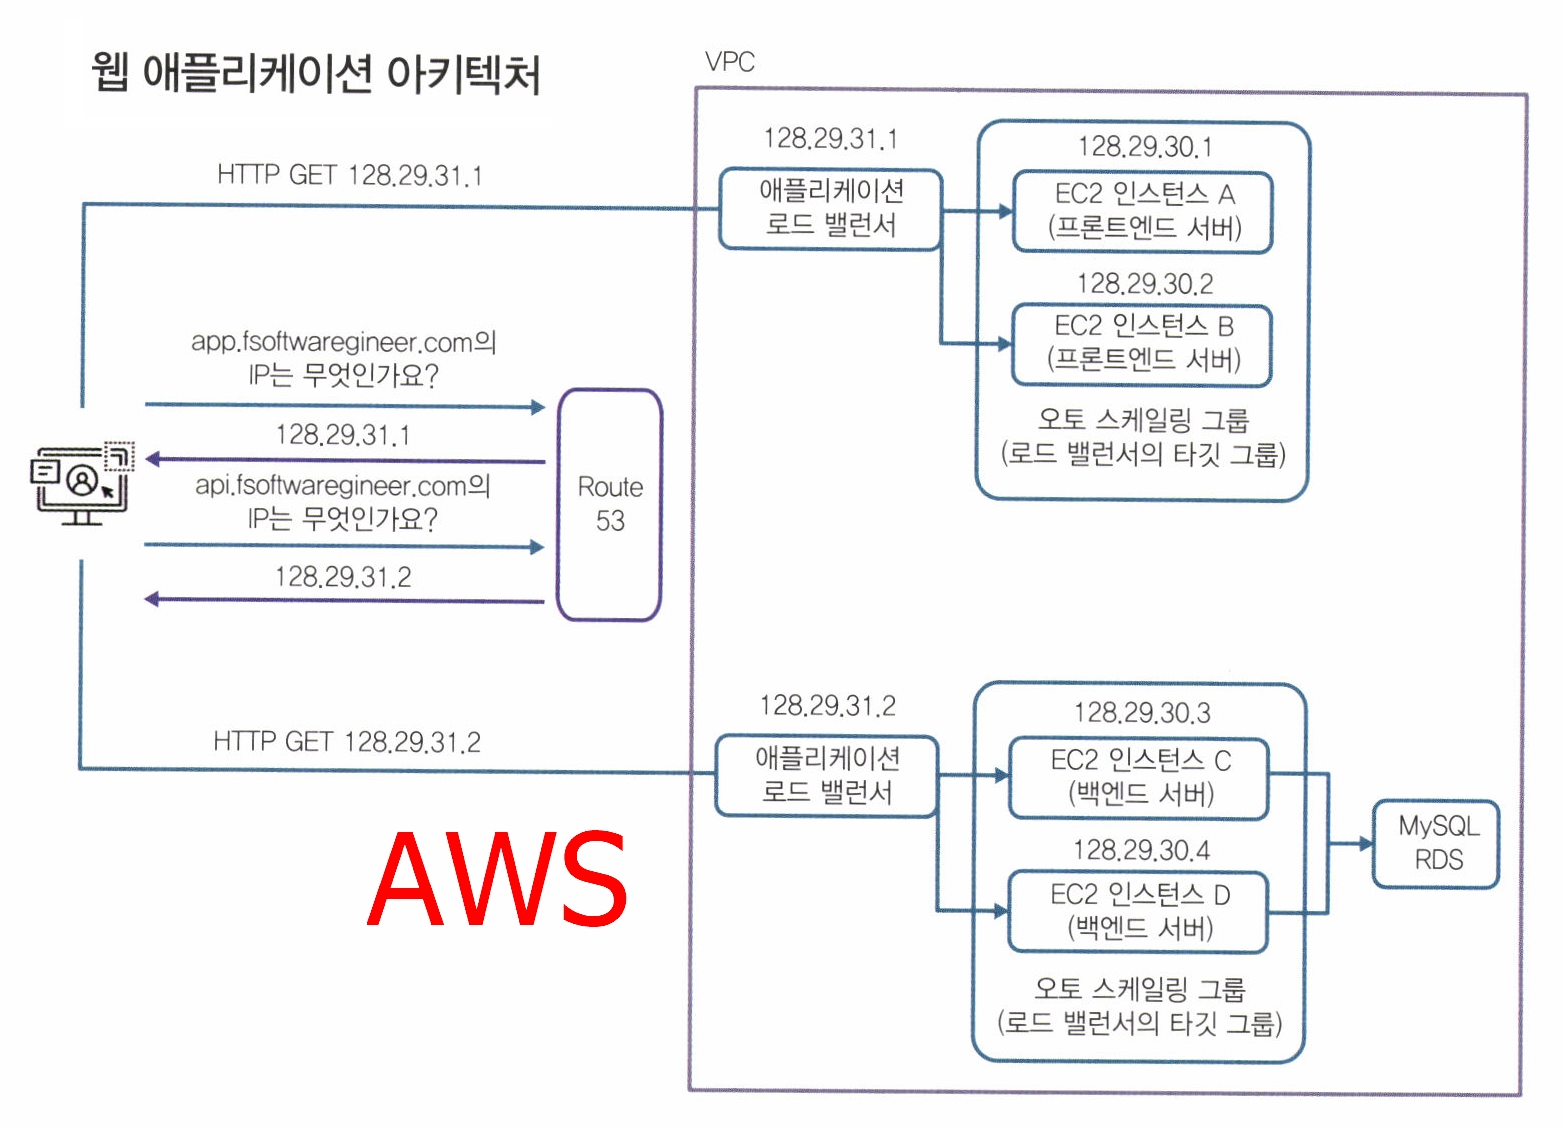 웹 애플리케이션 아키텍처
VPC
HTTP GET 128.29.31.1
128.29.31.1
애플리케이션
로드 밸런서
128.29.30.1
EC2 인스턴스 A
(프론트엔드 서버)
128.29.30.2
EC2 인스턴스 B
(프론트엔드 서버)
오토 스케일링 그룹
(로드 밸런서의 타깃 그룹)
app.fsoftwaregineer.com의
IP는 무엇인가요?
128.29.31.1
api.fsoftwaregineer.com의
IP는 무엇인가요?
128.29.31.2
Route
53
HTTP GET 128.29.31.2
128.29.31.2
애플리케이션
로드 밸런서
128.29.30.3
EC2 인스턴스 C
(백엔드 서버)
128.29.30.4
EC2 인스턴스 D
(백엔드 서버)
오토 스케일링 그룹
(로드 밸런서의 타깃 그룹)
MySQL
RDS
AWS